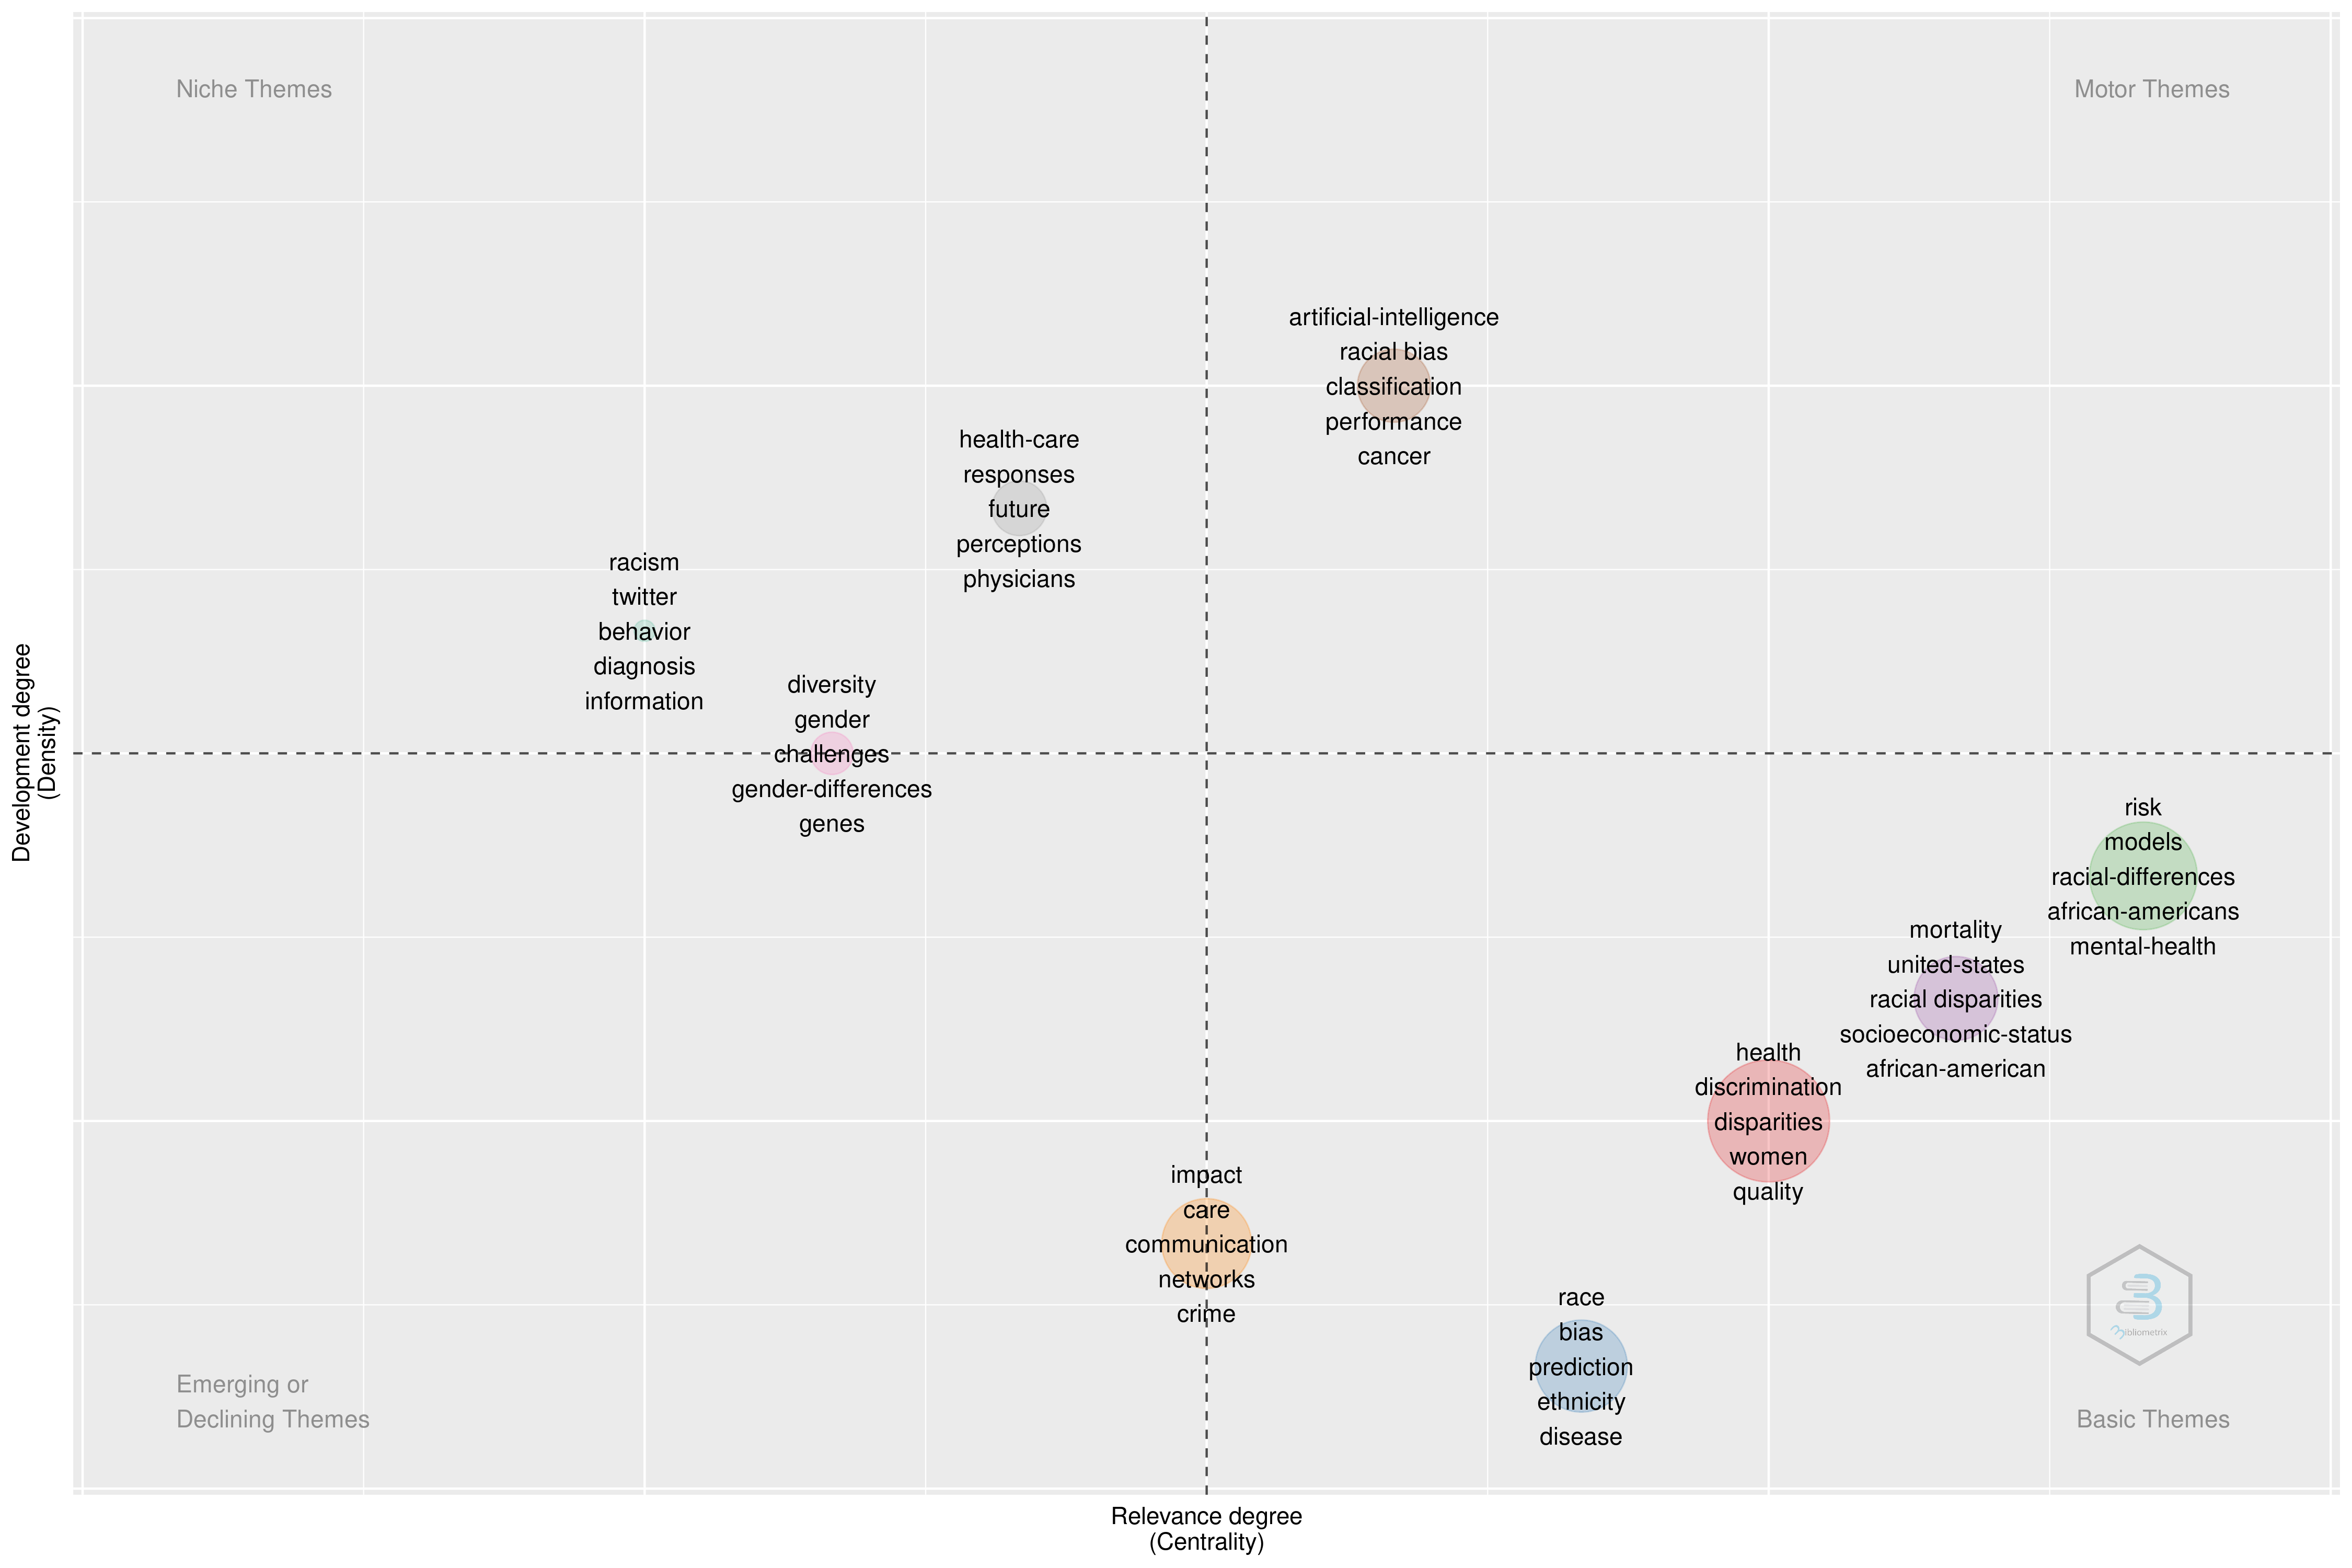 Niche Themes
Motor Themes
artificial-intelligence
racial bias
classification
performance
cancer
health-care
responses
future
perceptions
physicians
racism
twitter
behavior
diagnosis
information
diversity
gender
challenges
gender-differences
genes
risk
models
racial-differences
african-americans
mental-health
mortality
united-states
racial disparities
socioeconomic-status
african-american
health
discrimination
disparities
women
quality
impact
care
communication
networks
crime
race
bias
prediction
ethnicity
disease
bibliometrix
Emerging or
Declining Themes
Basic Themes
Development degree
(Density)
Relevance degree
(Centrality)